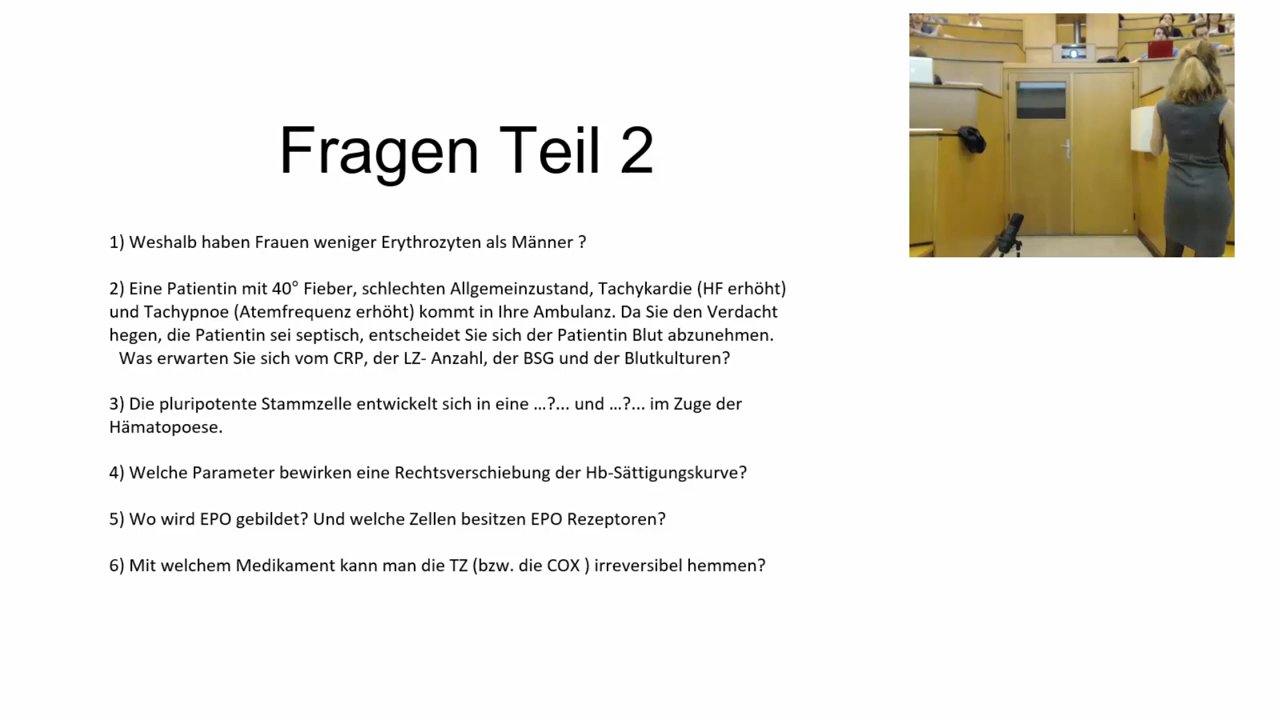 Fragen Teil 2
1) Weshalb haben Frauen weniger Erythrozyten als Männer ?
2) Eine Patientin mit 40° Fieber, schlechten Allgemeinzustand, Tachykardie (HF erhöht)
und Tachypnoe (Atemfrequenz erhöht) kommt in Ihre Ambulanz. Da Sie den Verdacht
hegen, die Patientin sei septisch, entscheidet Sie sich der Patientin Blut abzunehmen.
Was erwarten Sie sich vom CRP, der LZ- Anzahl, der BSG und der Blutkulturen?
3) Die pluripotente Stammzelle entwickelt sich in eine …?... und …?... im Zuge der
Hämatopoese.
4) Welche Parameter bewirken eine Rechtsverschiebung der Hb-Sättigungskurve?
5) Wo wird EPO gebildet? Und welche Zellen besitzen EPO Rezeptoren?
6) Mit welchem Medikament kann man die TZ (bzw. die COX ) irreversibel hemmen?